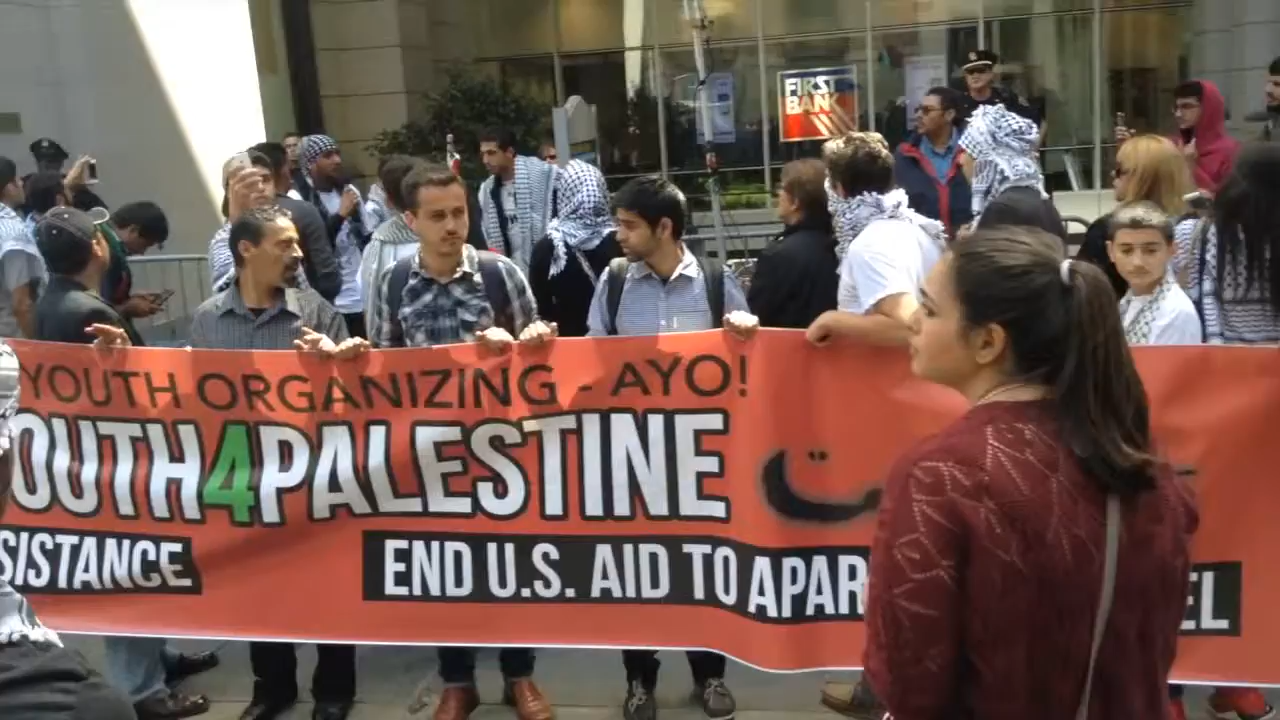 YOUTH ORGANIZING - AYO!
OUTH4PALESTINE
SISTANCE
END U.S. AID TO APAR
EL
FIRST
BANK